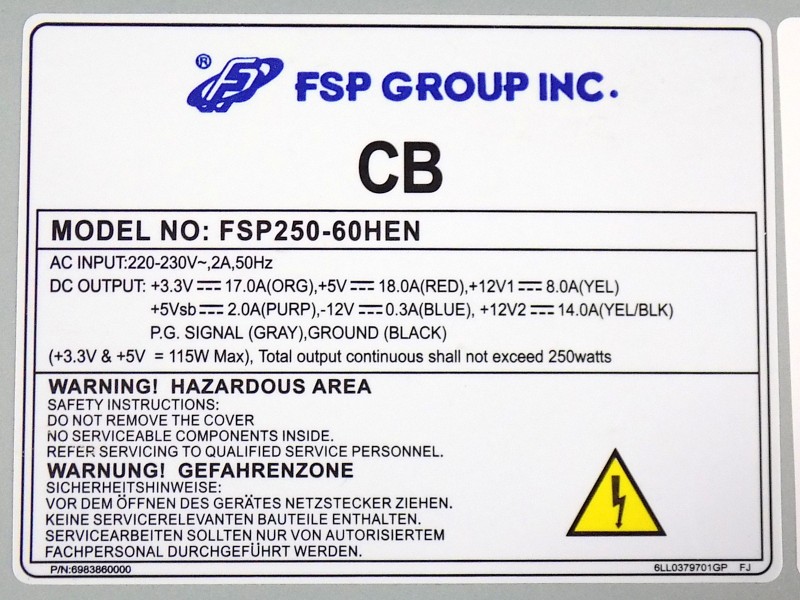 ® FSP GROUP INC.
CB
MODEL NO: FSP250-60HEN
AC INPUT:220-230V~,2A,50Hz
DC OUTPUT: +3.3V⎓17.0A(ORG),+5V⎓18.0A(RED),+12V1⎓8.0A(YEL)
+5Vsb⎓2.0A(PURP),-12V⎓0.3A(BLUE), +12V2⎓14.0A(YEL/BLK)
P.G. SIGNAL (GRAY),GROUND (BLACK)
(+3.3V & +5V = 115W Max), Total output continuous shall not exceed 250watts
WARNING! HAZARDOUS AREA
SAFETY INSTRUCTIONS:
DO NOT REMOVE THE COVER
NO SERVICEABLE COMPONENTS INSIDE.
REFER SERVICING TO QUALIFIED SERVICE PERSONNEL.
WARNUNG! GEFAHRENZONE
SICHERHEITSHINWEISE:
VOR DEM ÖFFNEN DES GERÄTES NETZSTECKER ZIEHEN.
KEINE SERVICERELEVANTEN BAUTEILE ENTHALTEN.
SERVICEARBEITEN SOLLTEN NUR VON AUTORISIERTEM
FACHPERSONAL DURCHGEFÜHRT WERDEN.
P/N:6983860000
6LL0379701GP FJ